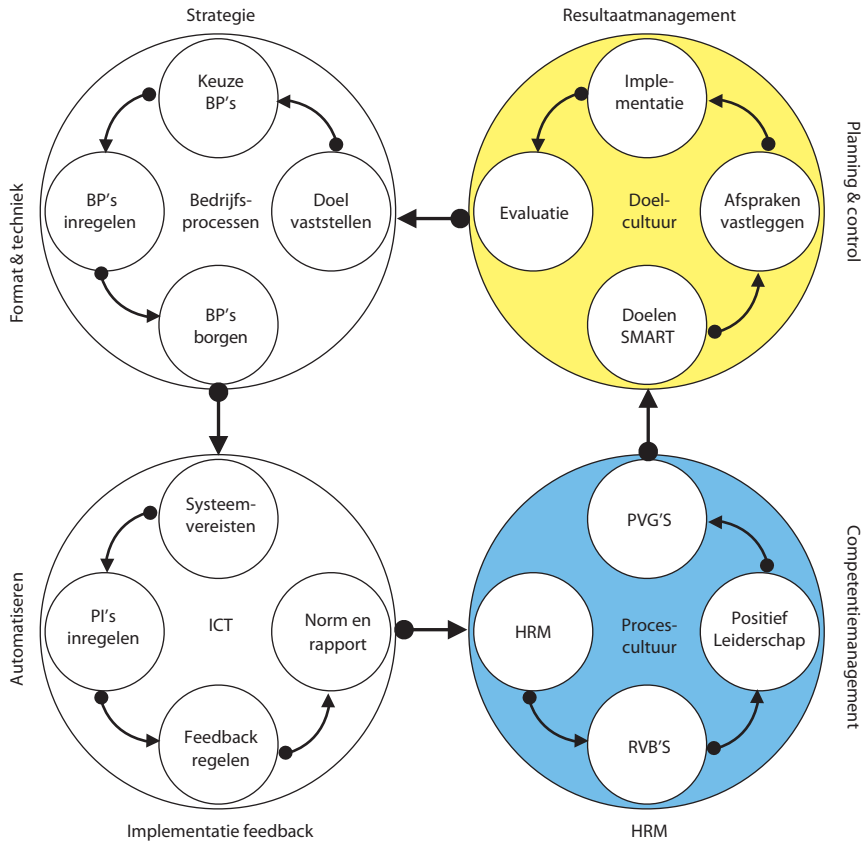 Strategie
Resultaatmanagement
Format & techniek
Keuze
BP’s
BP’s
inregelen
Bedrijfs-
processen
Doel
vaststellen
BP’s
borgen
Imple-
mentatie
Evaluatie
Doel-
cultuur
Afspraken
vastleggen
Doelen
SMART
Planning & control
Automatiseren
Systeem-
vereisten
PI’s
inregelen
ICT
Norm en
rapport
Feedback
regelen
PVG’S
HRM
Proces-
cultuur
Positief
Leiderschap
RVB’S
Competentiemanagement
Implementatie feedback
HRM